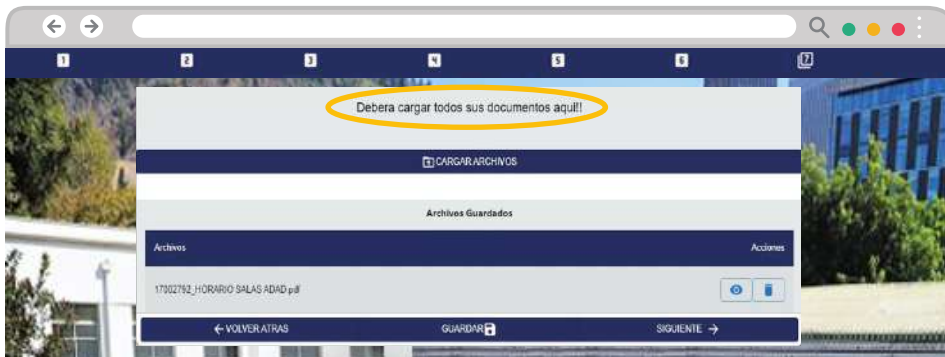 1 2 3 4 5 6 7
Debera cargar todos sus documentos aqui!!
CARGAR ARCHIVOS
Archivos Guardados
Archivos Acciones
17002792_HORARIO SALAS ADAD.pdf
VOLVER ATRAS GUARDAR SIGUIENTE